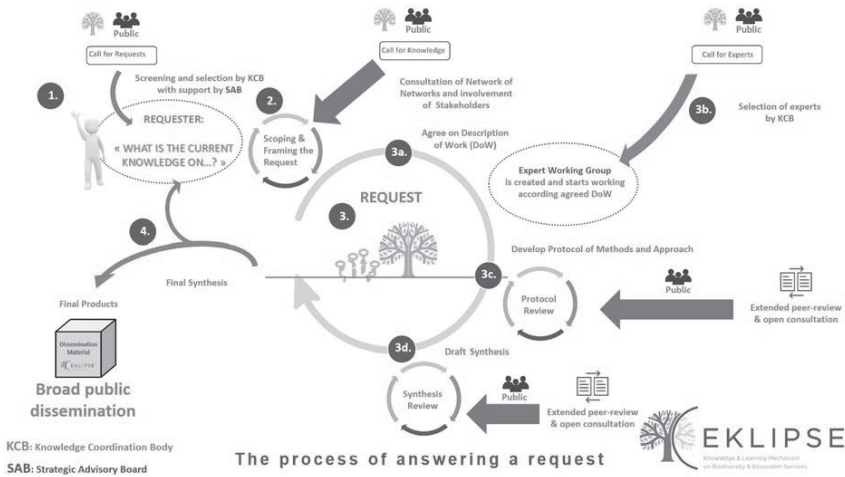 Public
Call for Requests
Public
Call for Knowledge
Public
Call for Experts
1.
Screening and selection by KCB
with support by SAB
REQUESTER:
« WHAT IS THE CURRENT
KNOWLEDGE ON...? »
2.
Scoping &
Framing the
Request
Consultation of Network of
Networks and involvement
of Stakeholders
3a.
Agree on Description
of Work (DoW)
3b.
Selection of experts
by KCB
Expert Working Group
is created and starts working
according agreed DoW
REQUEST
3.
3c.
Develop Protocol of Methods and Approach
Protocol
Review
Public
Extended peer-review
& open consultation
3d.
Draft Synthesis
Synthesis
Review
Public
Extended peer-review
& open consultation
4.
Final Synthesis
Final Products
Dissemination
Material
EKLIPSE
Broad public
dissemination
KCB: Knowledge Coordination Body
SAB: Strategic Advisory Board
The process of answering a request
EKLIPSE
Knowledge & Learning Mechanism
on Biodiversity & Ecosystem Services